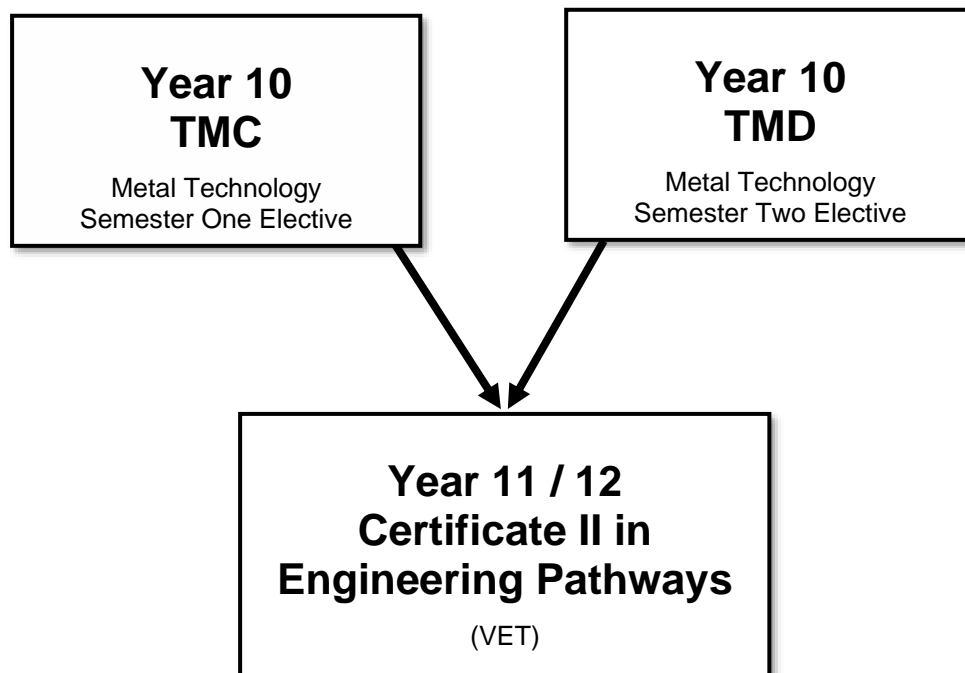 Year 10
TMC
Metal Technology
Semester One Elective
Year 10
TMD
Metal Technology
Semester Two Elective
Year 11 / 12
Certificate II in
Engineering Pathways
(VET)